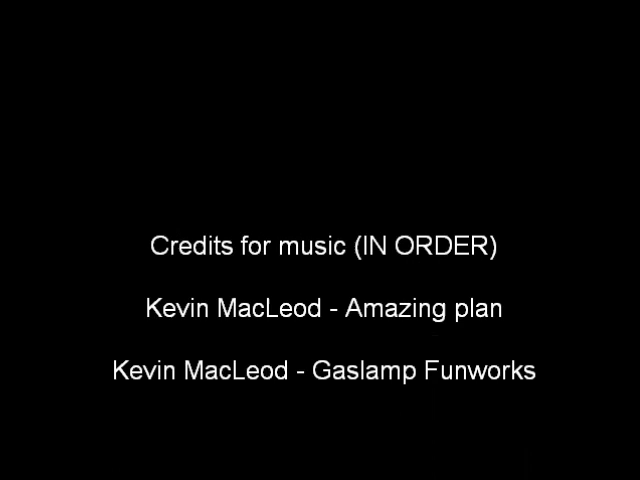 Credits for music (IN ORDER)
Kevin MacLeod - Amazing plan
Kevin MacLeod - Gaslamp Funworks